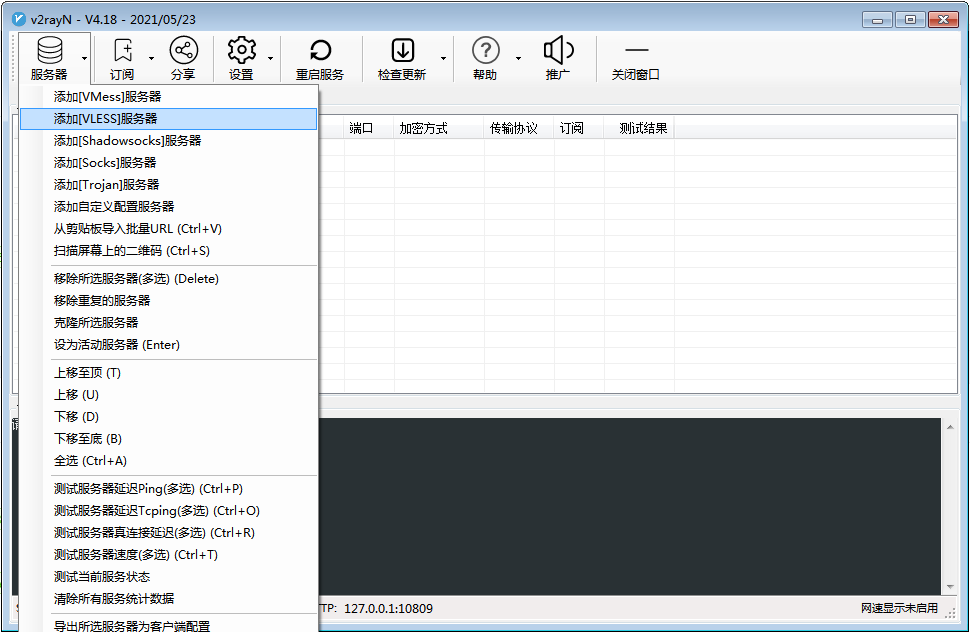 v2rayN - V4.18 - 2021/05/23
服务器 订阅 分享 设置 重启服务 检查更新 帮助 推广 关闭窗口
添加[VMess]服务器
添加[VLESS]服务器
端口 加密方式 传输协议 订阅 测试结果
添加[Shadowsocks]服务器
添加[Socks]服务器
添加[Trojan]服务器
添加自定义配置服务器
从剪贴板导入批量URL (Ctrl+V)
扫描屏幕上的二维码 (Ctrl+S)
移除所选服务器(多选) (Delete)
移除重复的服务器
克隆所选服务器
设为活动服务器 (Enter)
上移至顶 (T)
上移 (U)
下移 (D)
下移至底 (B)
全选 (Ctrl+A)
测试服务器延迟Ping(多选) (Ctrl+P)
测试服务器延迟Tcping(多选) (Ctrl+O)
测试服务器真连接延迟(多选) (Ctrl+R)
测试服务器速度(多选) (Ctrl+T)
测试当前服务状态
清除所有服务统计数据
TP: 127.0.0.1:10809 网速显示未启用
导出所选服务器为客户端配置